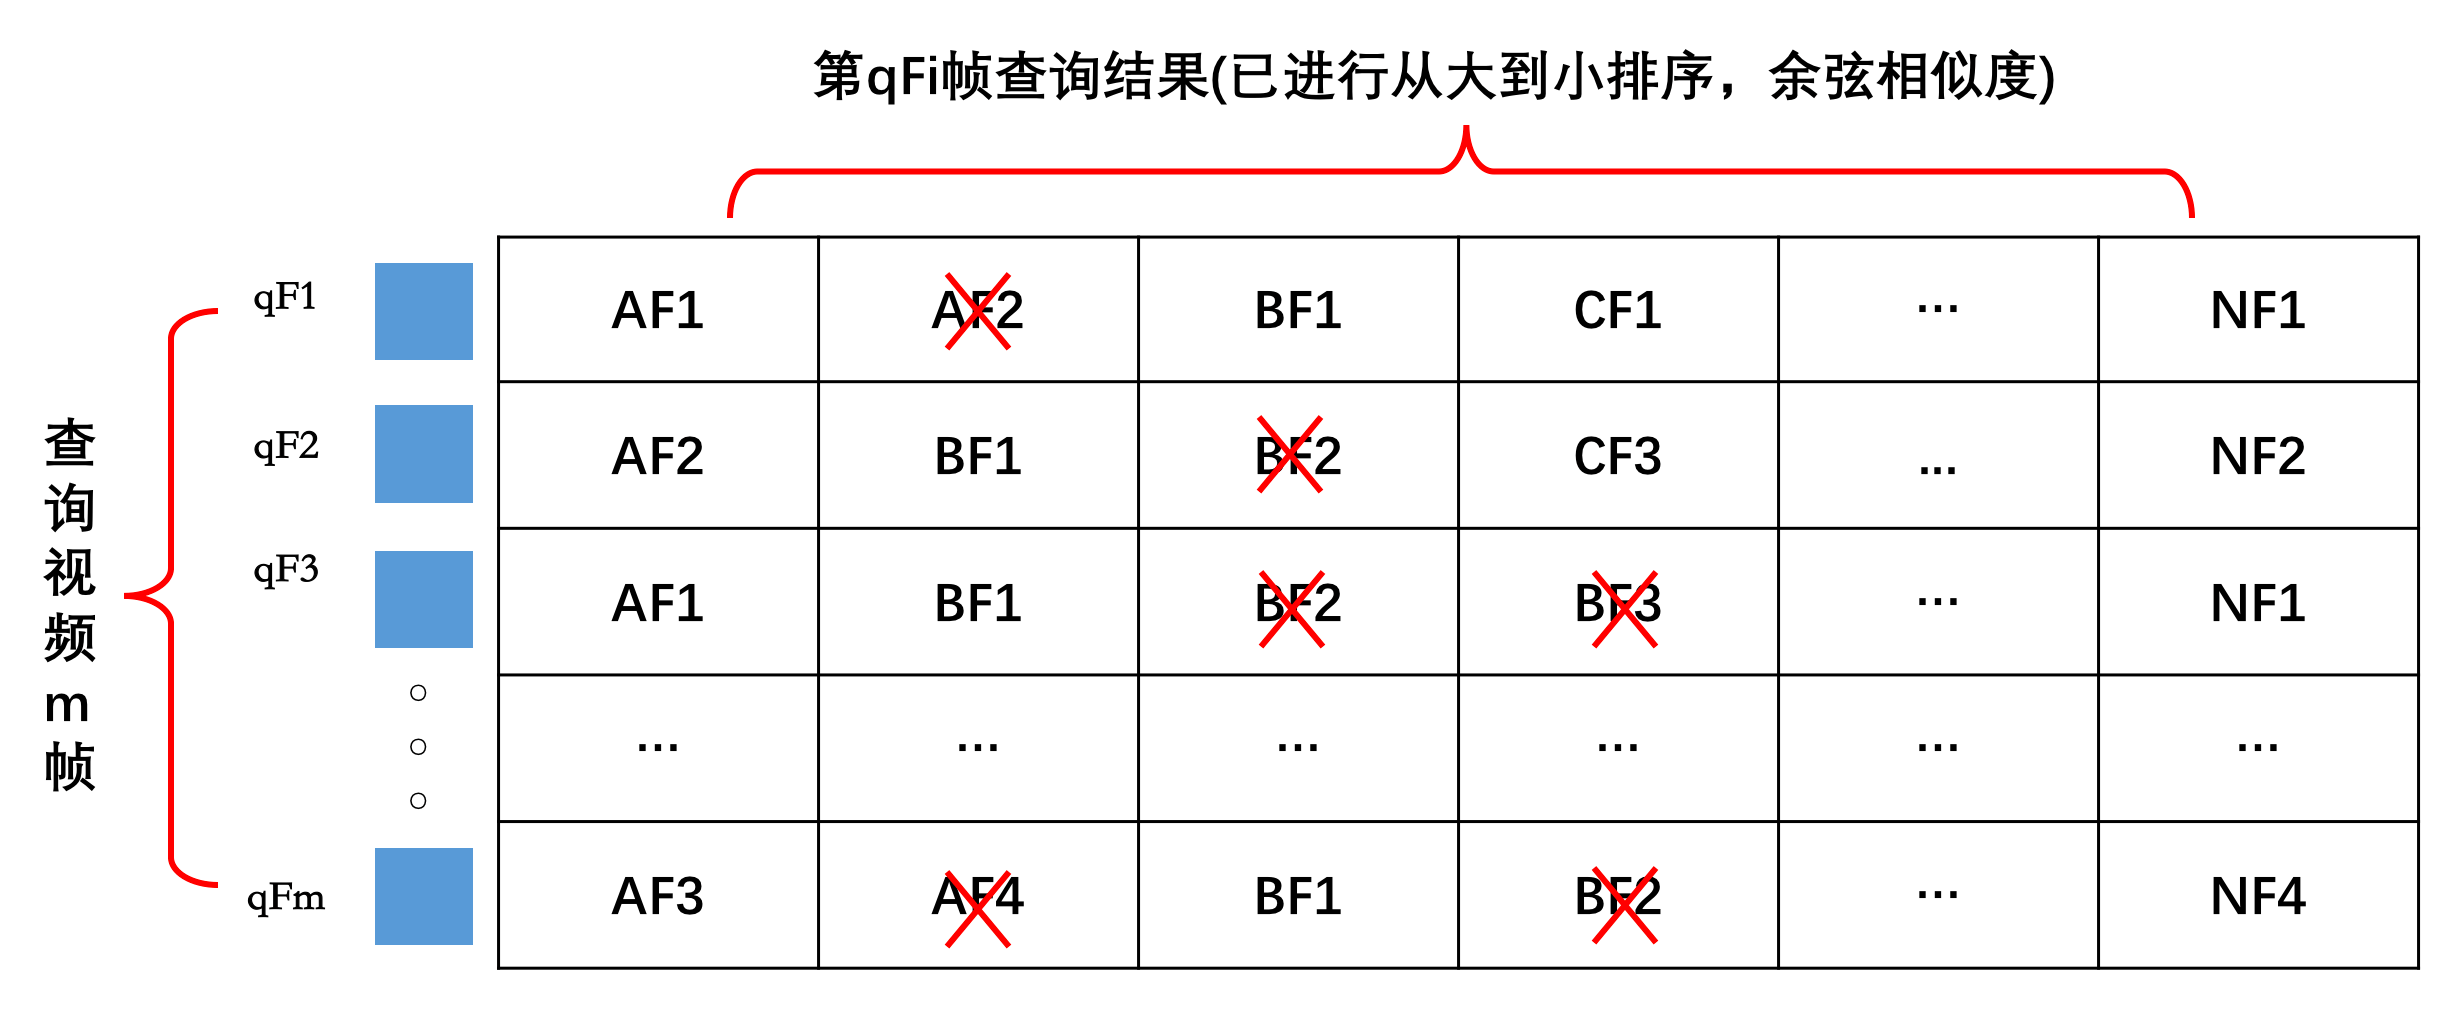 第qFi帧查询结果(已进行从大到小排序，余弦相似度)
查询视频m帧
qF1 AF1 AF2 BF1 CF1 … NF1
qF2 AF2 BF1 BF2 CF3 ... NF2
qF3 AF1 BF1 BF2 BF3 … NF1
… … … … … …
qFm AF3 AF4 BF1 BF2 … NF4